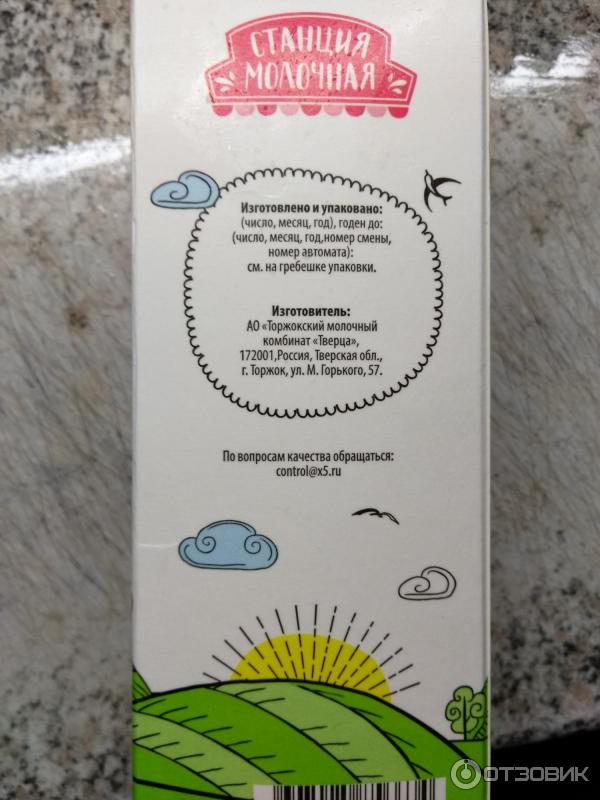 СТАНЦИЯ
МОЛОЧНАЯ
Изготовлено и упаковано:
(число, месяц, год), годен до:
(число, месяц, год,номер смены,
номер автомата):
см. на гребешке упаковки.
Изготовитель:
АО «Торжокский молочный
комбинат «Тверца»,
172001,Россия, Тверская обл.,
г. Торжок, ул. М. Горького, 57.
По вопросам качества обращаться:
control@x5.ru
ОТЗОВИК